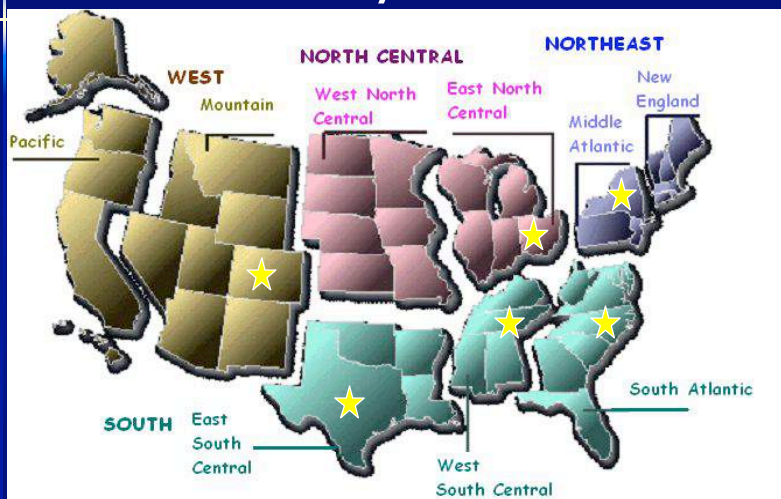 NORTHEAST
NORTH CENTRAL
WEST
New
England
East North
Central
West North
Central
Mountain
Middle
Atlantic
Pacific
South Atlantic
SOUTH
East
South
Central
West
South Central